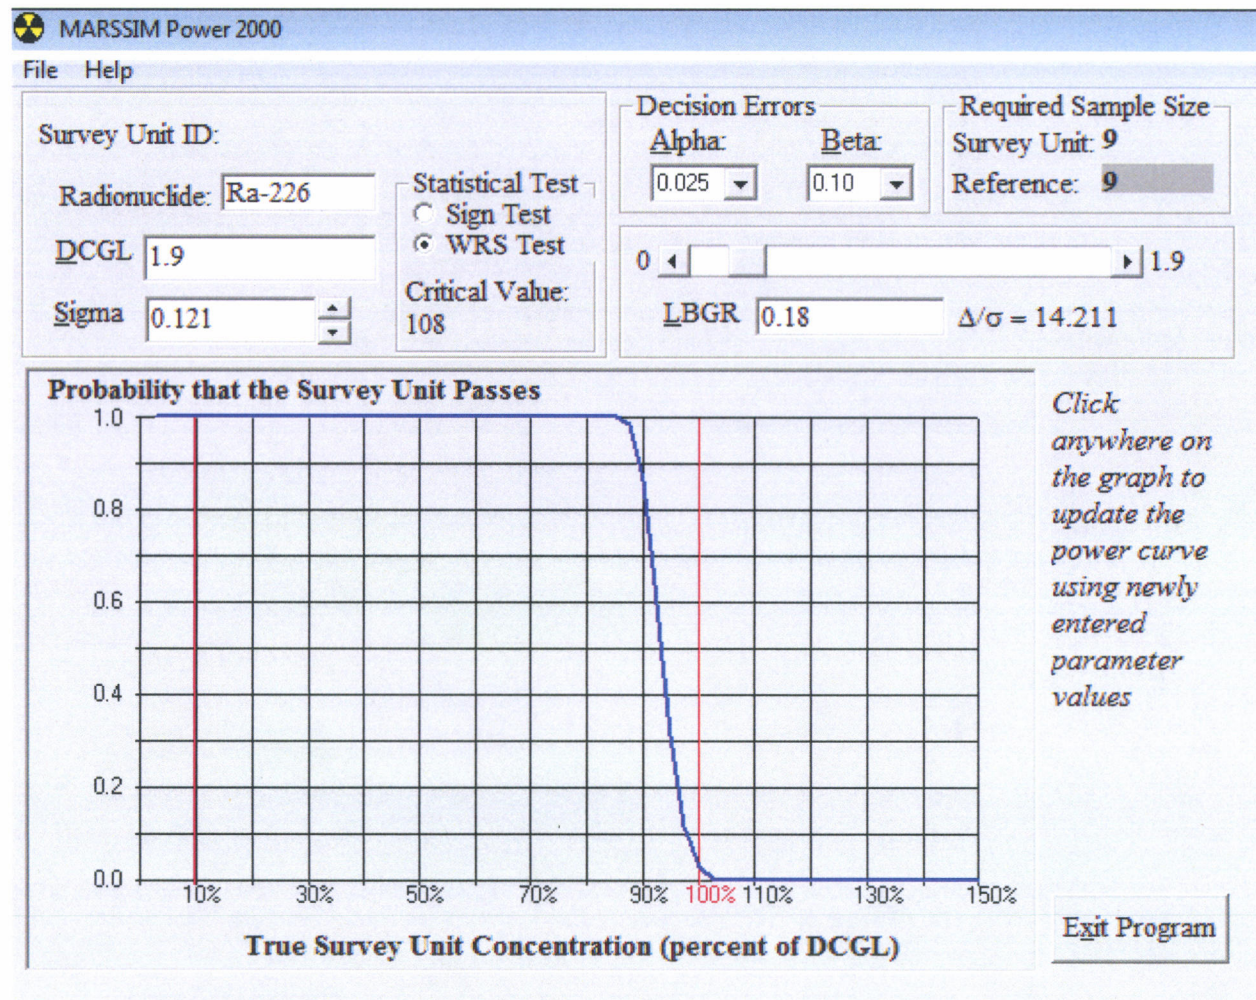 MARSSIM Power 2000
File Help
Survey Unit ID:
Radionuclide: Ra-226
DCGL 1.9
Sigma 0.121
Statistical Test
Sign Test
WRS Test
Critical Value:
108
Decision Errors
Alpha: Beta:
0.025 0.10
Required Sample Size
Survey Unit: 9
Reference: 9
0 1.9
LBGR 0.18 Δ/σ = 14.211
Probability that the Survey Unit Passes
1.0
0.8
0.6
0.4
0.2
0.0
10% 30% 50% 70% 90% 100% 110% 130% 150%
True Survey Unit Concentration (percent of DCGL)
Click
anywhere on
the graph to
update the
power curve
using newly
entered
parameter
values
Exit Program